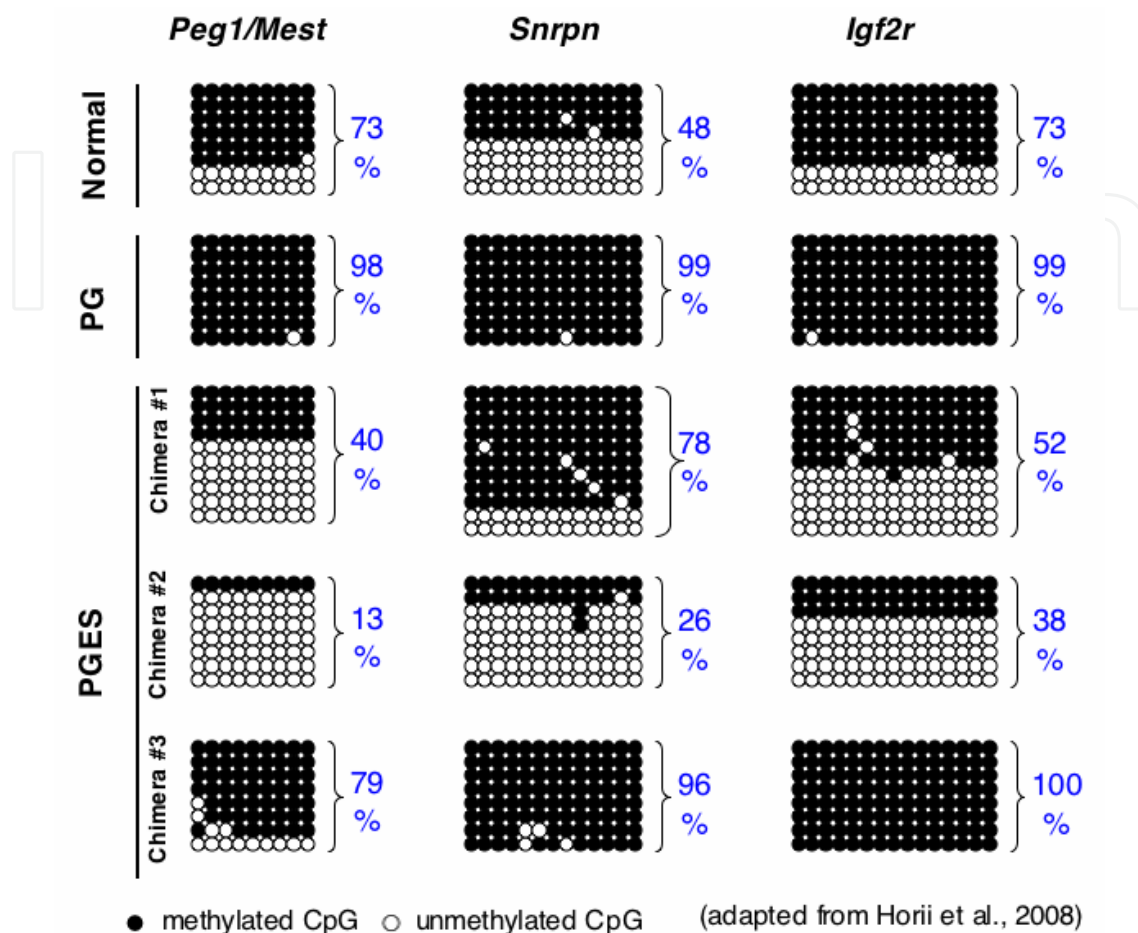 Peg1/Mest Snrpn Igf2r
Normal
73 % 48 % 73 %
PG
98 % 99 % 99 %
PGES
Chimera #1
40 % 78 % 52 %
Chimera #2
13 % 26 % 38 %
Chimera #3
79 % 96 % 100 %
methylated CpG unmethylated CpG (adapted from Horii et al., 2008)